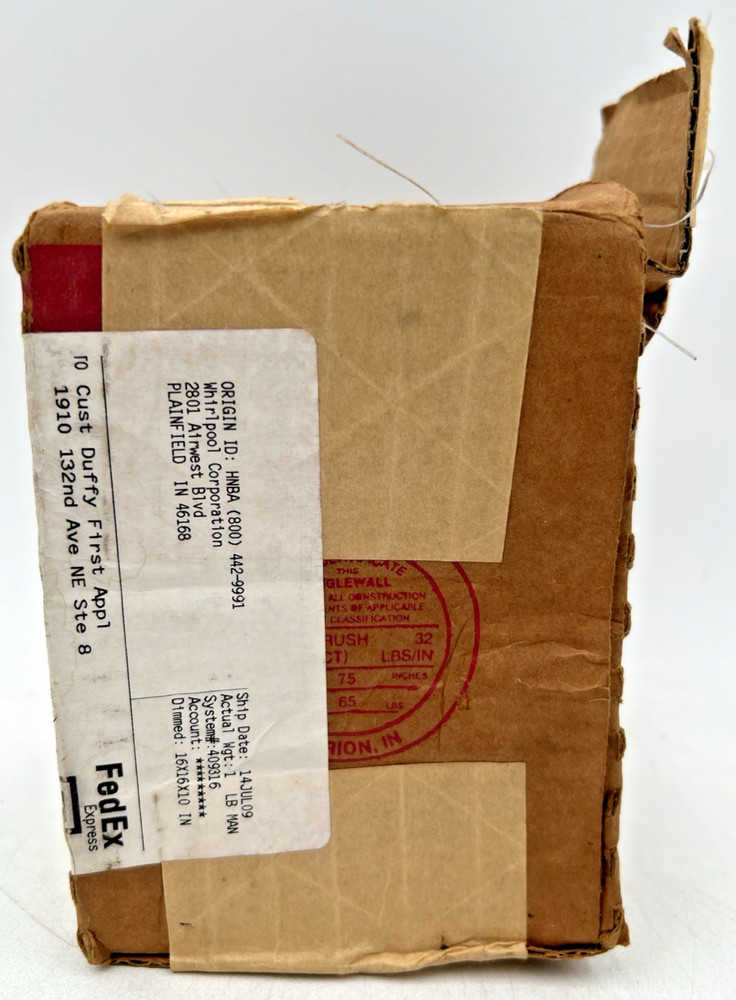 ORIGIN ID: HNBA (800) 442-9991
Whirlpool Corporation
2801 Airwest Blvd
PLAINFIELD IN 46168
Ship Date: 14JUL09
Actual Wgt: 1 LB MAN
System#: 409316
Account: *********
Dimmed: 16X16X10 IN
TO Cust Duffy First Appl
1910 132nd Ave NE Ste 8
FedEx
Express
THIS
GLEWALL
ALL CONSTRUCTION
ENTS OF APPLICABLE
CLASSIFICATION
RUSH 32
CT) LBS/IN
75 INCHES
65 LBS
RION, IN